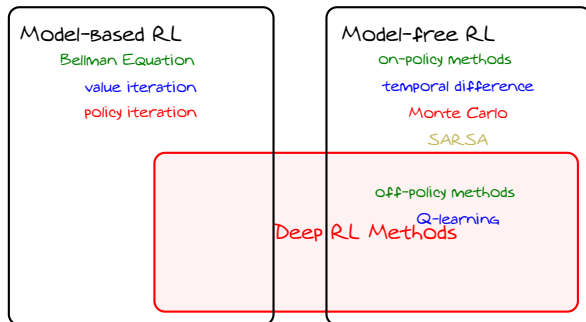 Model-Based RL
Bellman Equation
value iteration
policy iteration
Model-free RL
on-policy methods
temporal difference
Monte Carlo
SARSA
off-policy methods
Q-learning
Deep RL Methods